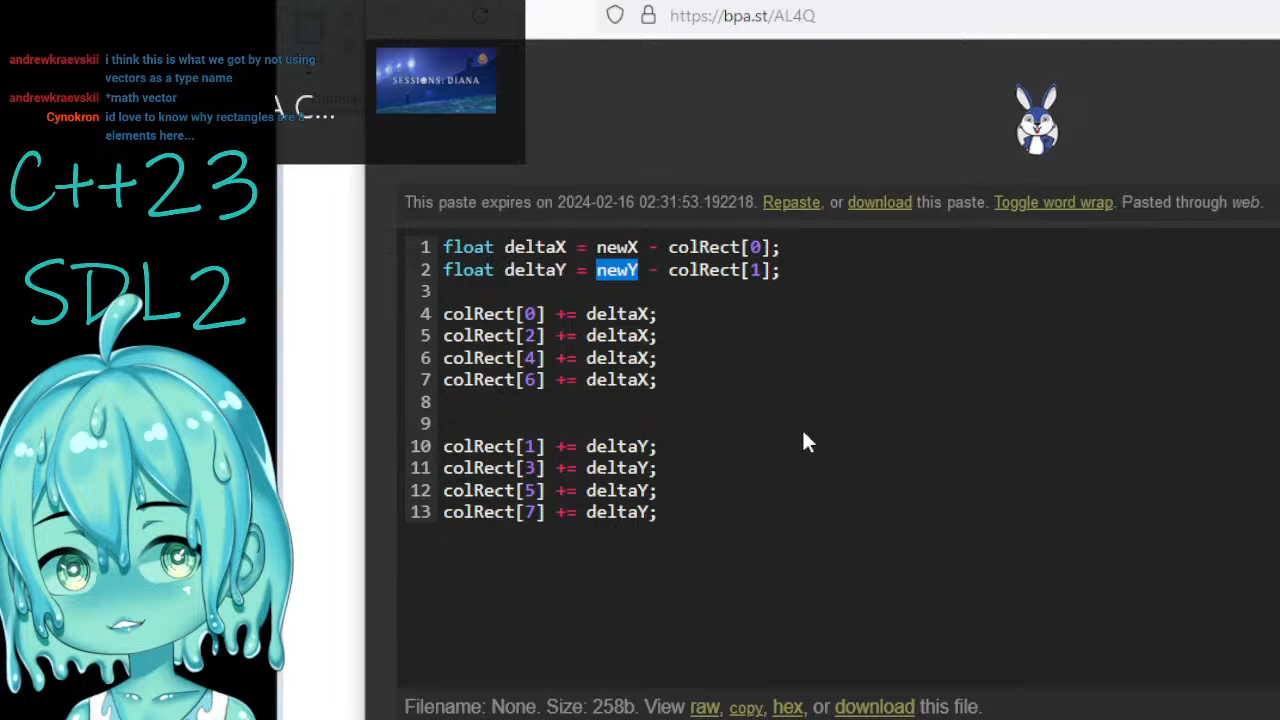 https://bpa.st/AL4Q
andrewkraevskii i think this is what we got by not using
vectors as a type name
andrewkraevskii *math vector
Cynokron id love to know why rectangles are 8
elements here...
SESSIONS: DIANA
A C...
C++23
SDL2
This paste expires on 2024-02-16 02:31:53.192218. Repaste, or download this paste. Toggle word wrap. Pasted through web.
1 float deltaX = newX - colRect[0];
2 float deltaY = newY - colRect[1];
3
4 colRect[0] += deltaX;
5 colRect[2] += deltaX;
6 colRect[4] += deltaX;
7 colRect[6] += deltaX;
8
9
10 colRect[1] += deltaY;
11 colRect[3] += deltaY;
12 colRect[5] += deltaY;
13 colRect[7] += deltaY;
Filename: None. Size: 258b. View raw, copy, hex, or download this file.